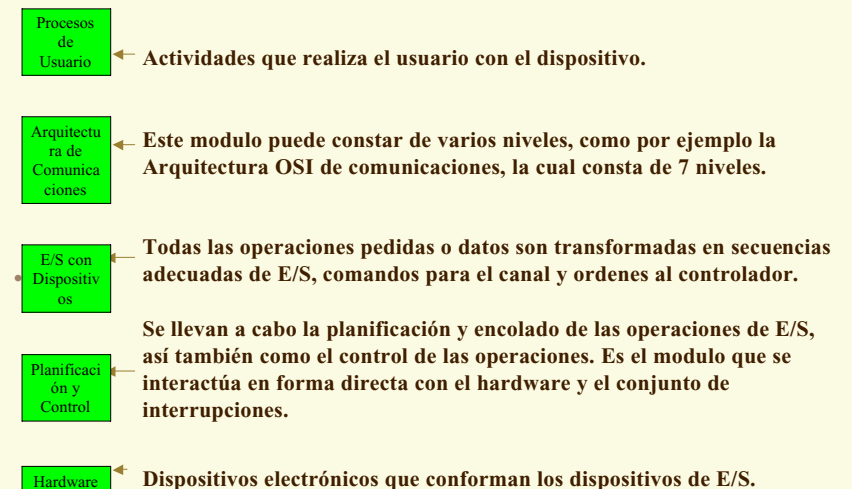 Procesos
de
Usuario
Actividades que realiza el usuario con el dispositivo.
Arquitectu
ra de
Comunica
ciones
Este modulo puede constar de varios niveles, como por ejemplo la
Arquitectura OSI de comunicaciones, la cual consta de 7 niveles.
E/S con
Dispositiv
os
Todas las operaciones pedidas o datos son transformadas en secuencias
adecuadas de E/S, comandos para el canal y ordenes al controlador.
Planificaci
ón y
Control
Se llevan a cabo la planificación y encolado de las operaciones de E/S,
así también como el control de las operaciones. Es el modulo que se
interactúa en forma directa con el hardware y el conjunto de
interrupciones.
Hardware
Dispositivos electrónicos que conforman los dispositivos de E/S.